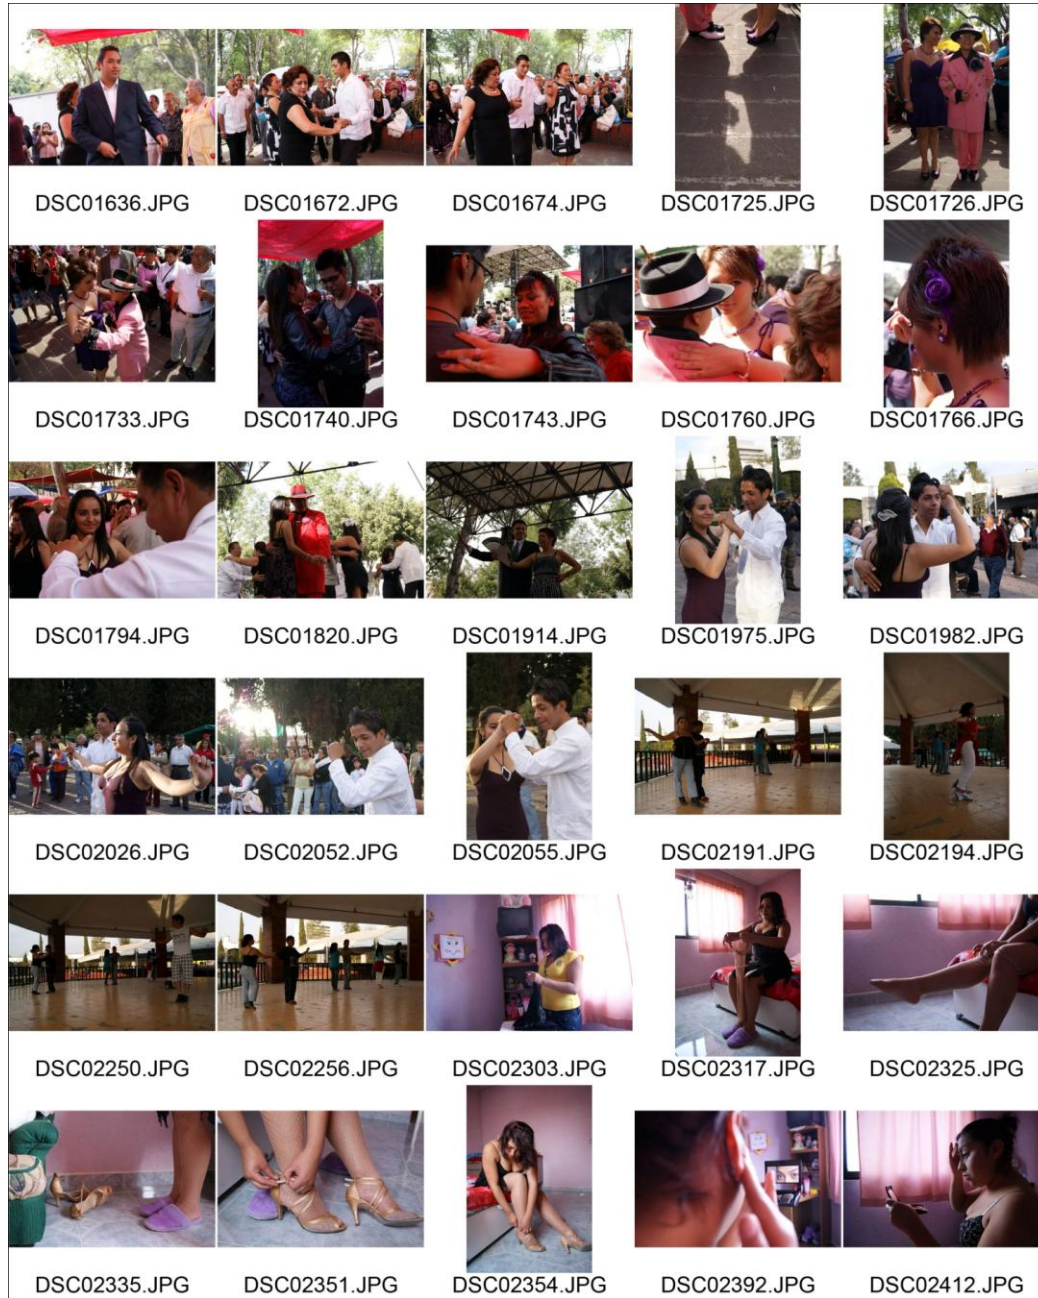 DSC01636.JPG DSC01672.JPG DSC01674.JPG DSC01725.JPG DSC01726.JPG
DSC01733.JPG DSC01740.JPG DSC01743.JPG DSC01760.JPG DSC01766.JPG
DSC01794.JPG DSC01820.JPG DSC01914.JPG DSC01975.JPG DSC01982.JPG
DSC02026.JPG DSC02052.JPG DSC02055.JPG DSC02191.JPG DSC02194.JPG
DSC02250.JPG DSC02256.JPG DSC02303.JPG DSC02317.JPG DSC02325.JPG
DSC02335.JPG DSC02351.JPG DSC02354.JPG DSC02392.JPG DSC02412.JPG